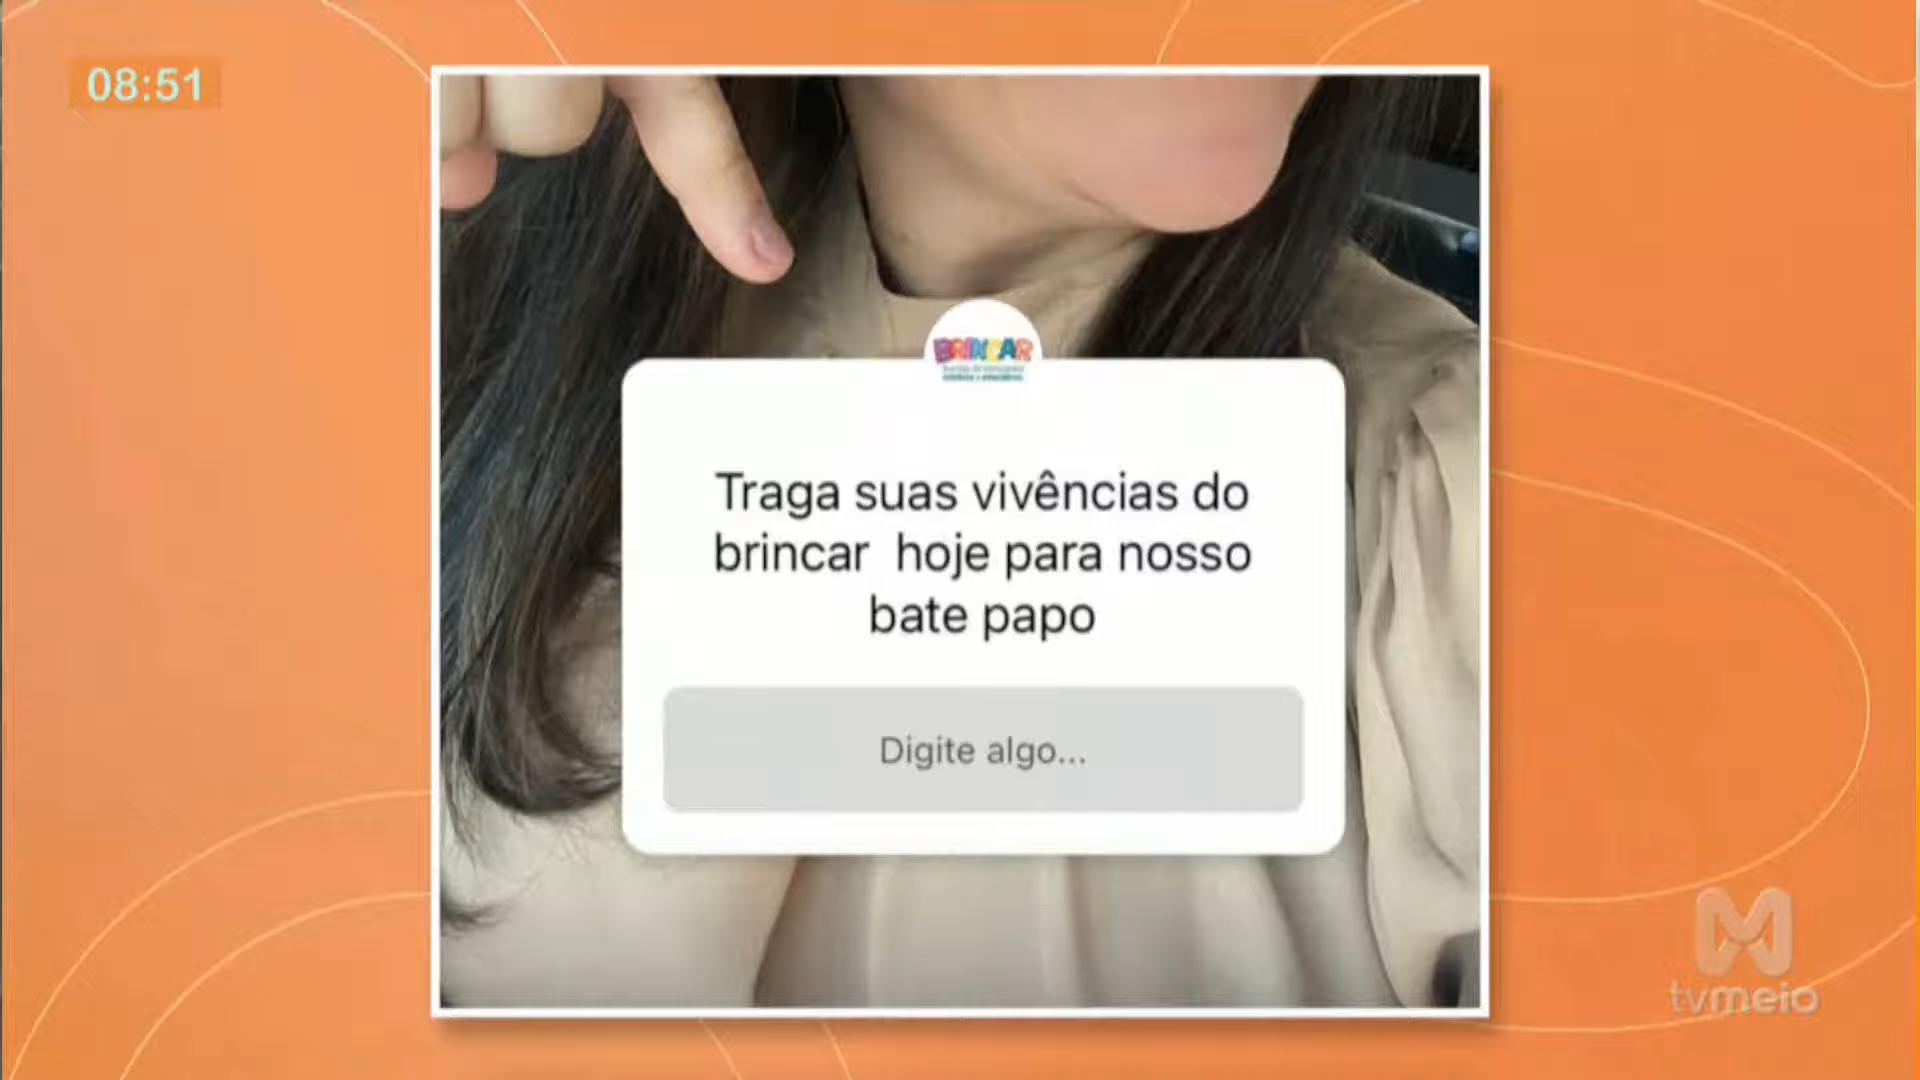 08:51
BRINCAR
Traga suas vivências do
brincar  hoje para nosso
bate papo
Digite algo...
tvmeio